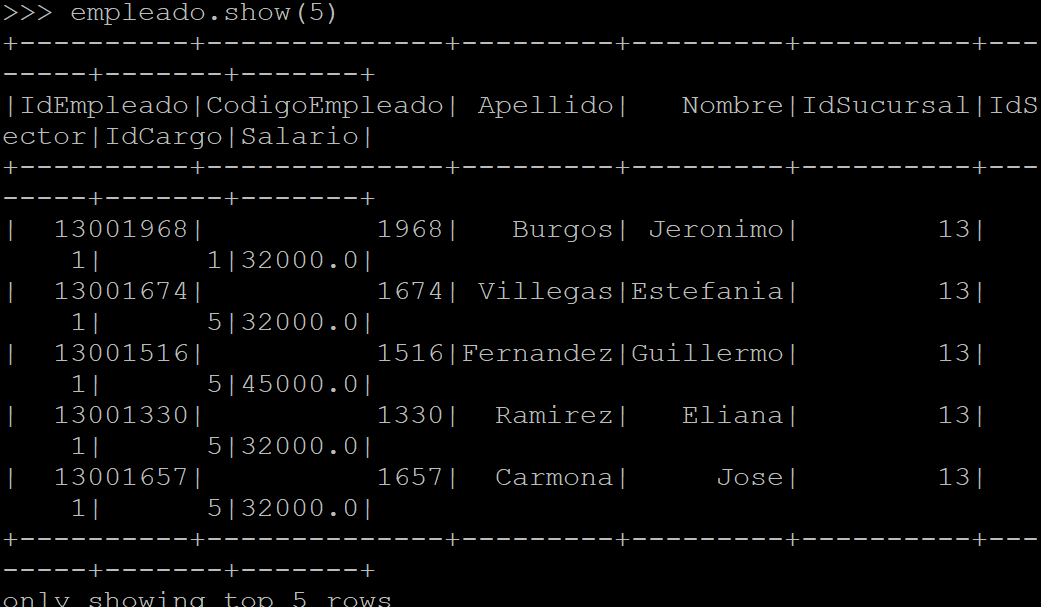 >>> empleado.show(5)
+----------+--------------+---------+---------+----------+---
-----+-------+-------+
|IdEmpleado|CodigoEmpleado| Apellido|   Nombre|IdSucursal|IdS
ector|IdCargo|Salario|
+----------+--------------+---------+---------+----------+---
-----+-------+-------+
|  13001968|          1968|   Burgos| Jeronimo|        13|
    1|      1|32000.0|
|  13001674|          1674| Villegas|Estefania|        13|
    1|      5|32000.0|
|  13001516|          1516|Fernandez|Guillermo|        13|
    1|      5|45000.0|
|  13001330|          1330|  Ramirez|   Eliana|        13|
    1|      5|32000.0|
|  13001657|          1657|  Carmona|     Jose|        13|
    1|      5|32000.0|
+----------+--------------+---------+---------+----------+---
-----+-------+-------+
only showing top 5 rows